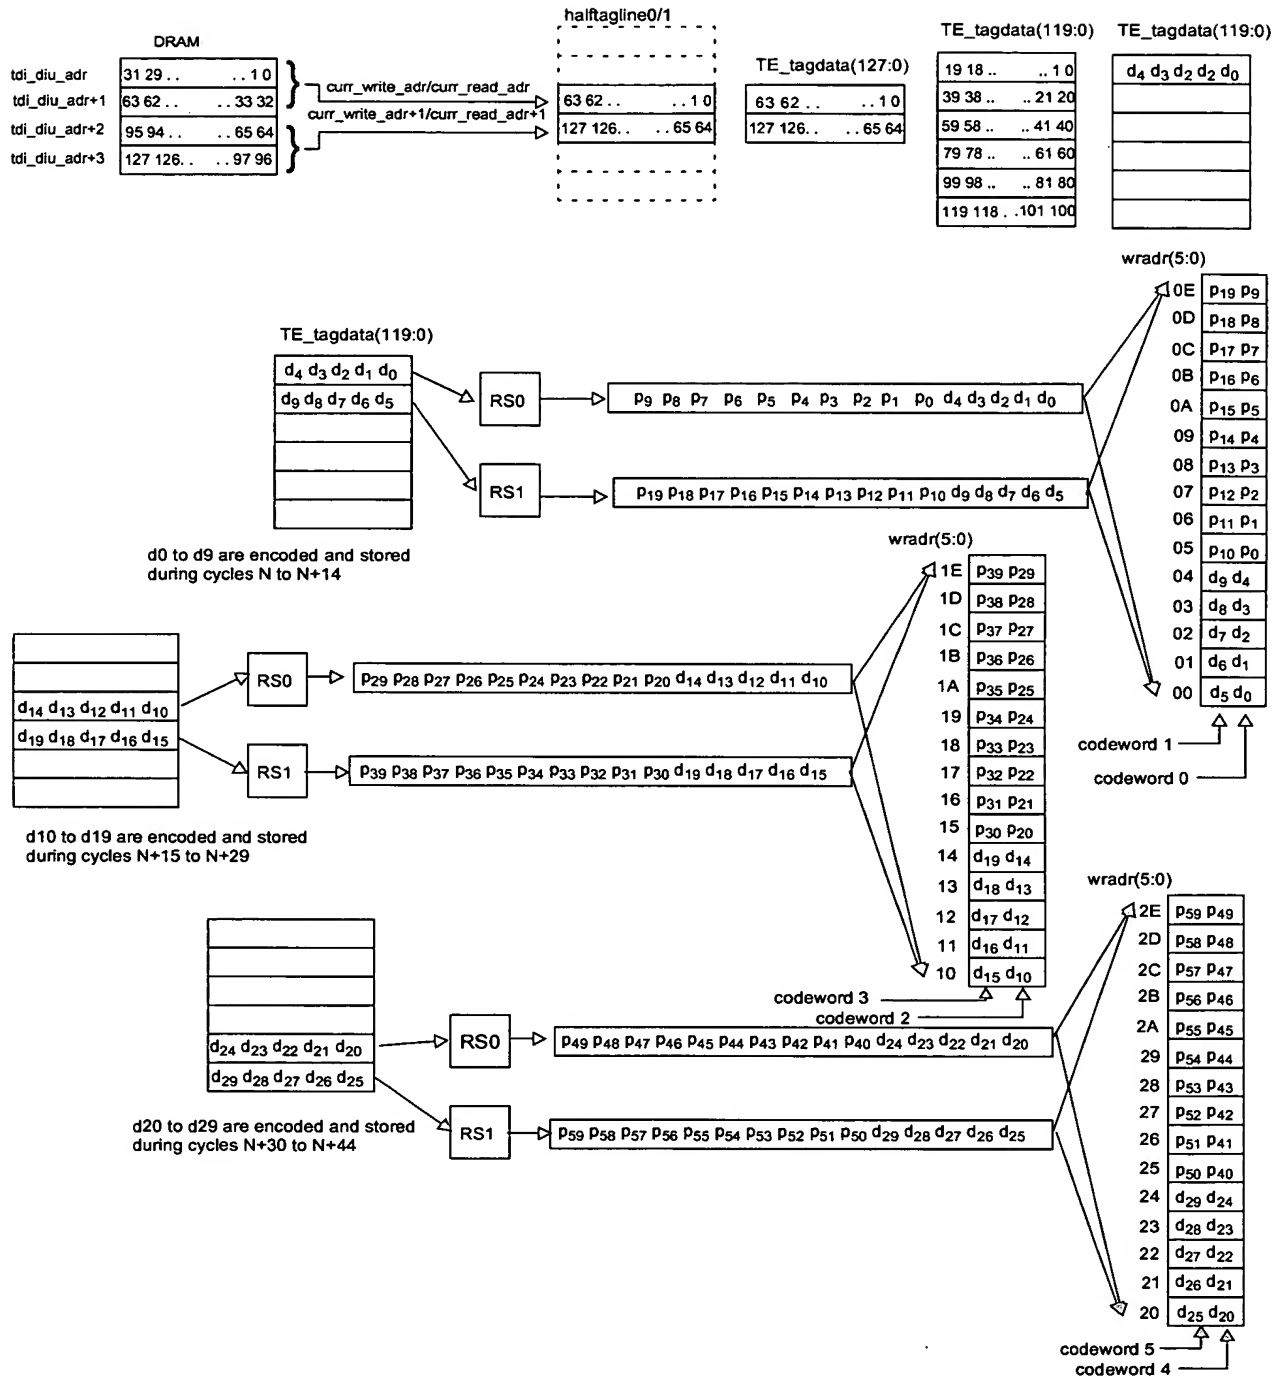 halftagline0/1
DRAM
TE_tagdata(119:0) TE_tagdata(119:0)
TE_tagdata(127:0)
tdi_diu_adr 31 29 . . . . 1 0
tdi_diu_adr+1 63 62 . . . . 33 32
tdi_diu_adr+2 95 94 . . . . 65 64
tdi_diu_adr+3 127 126. . . . 97 96
curr_write_adr/curr_read_adr
curr_write_adr+1/curr_read_adr+1
63 62 . . . . 1 0
127 126. . . . 65 64
63 62 . . . . 1 0
127 126. . . . 65 64
19 18 .. .. 1 0
39 38 .. .. 21 20
59 58 .. .. 41 40
79 78 .. .. 61 60
99 98 .. .. 81 80
119 118 . . 101 100
d4 d3 d2 d2 d0
wradr(5:0)
0E p19 p9
0D p18 p8
0C p17 p7
0B p16 p6
0A p15 p5
09 p14 p4
08 p13 p3
07 p12 p2
06 p11 p1
05 p10 p0
04 d9 d4
03 d8 d3
02 d7 d2
01 d6 d1
00 d5 d0
codeword 1
codeword 0
TE_tagdata(119:0)
d4 d3 d2 d1 d0
d9 d8 d7 d6 d5
RS0
p9 p8 p7 p6 p5 p4 p3 p2 p1 p0 d4 d3 d2 d1 d0
RS1
p19 p18 p17 p16 p15 p14 p13 p12 p11 p10 d9 d8 d7 d6 d5
d0 to d9 are encoded and stored
during cycles N to N+14
wradr(5:0)
1E p39 p29
1D p38 p28
1C p37 p27
1B p36 p26
1A p35 p25
19 p34 p24
18 p33 p23
17 p32 p22
16 p31 p21
15 p30 p20
14 d19 d14
13 d18 d13
12 d17 d12
11 d16 d11
10 d15 d10
codeword 3
codeword 2
d14 d13 d12 d11 d10
d19 d18 d17 d16 d15
RS0
p29 p28 p27 p26 p25 p24 p23 p22 p21 p20 d14 d13 d12 d11 d10
RS1
p39 p38 p37 p36 p35 p34 p33 p32 p31 p30 d19 d18 d17 d16 d15
d10 to d19 are encoded and stored
during cycles N+15 to N+29
wradr(5:0)
2E p59 p49
2D p58 p48
2C p57 p47
2B p56 p46
2A p55 p45
29 p54 p44
28 p53 p43
27 p52 p42
26 p51 p41
25 p50 p40
24 d29 d24
23 d28 d23
22 d27 d22
21 d26 d21
20 d25 d20
codeword 5
codeword 4
d24 d23 d22 d21 d20
d29 d28 d27 d26 d25
RS0
p49 p48 p47 p46 p45 p44 p43 p42 p41 p40 d24 d23 d22 d21 d20
RS1
p59 p58 p57 p56 p55 p54 p53 p52 p51 p50 d29 d28 d27 d26 d25
d20 to d29 are encoded and stored
during cycles N+30 to N+44